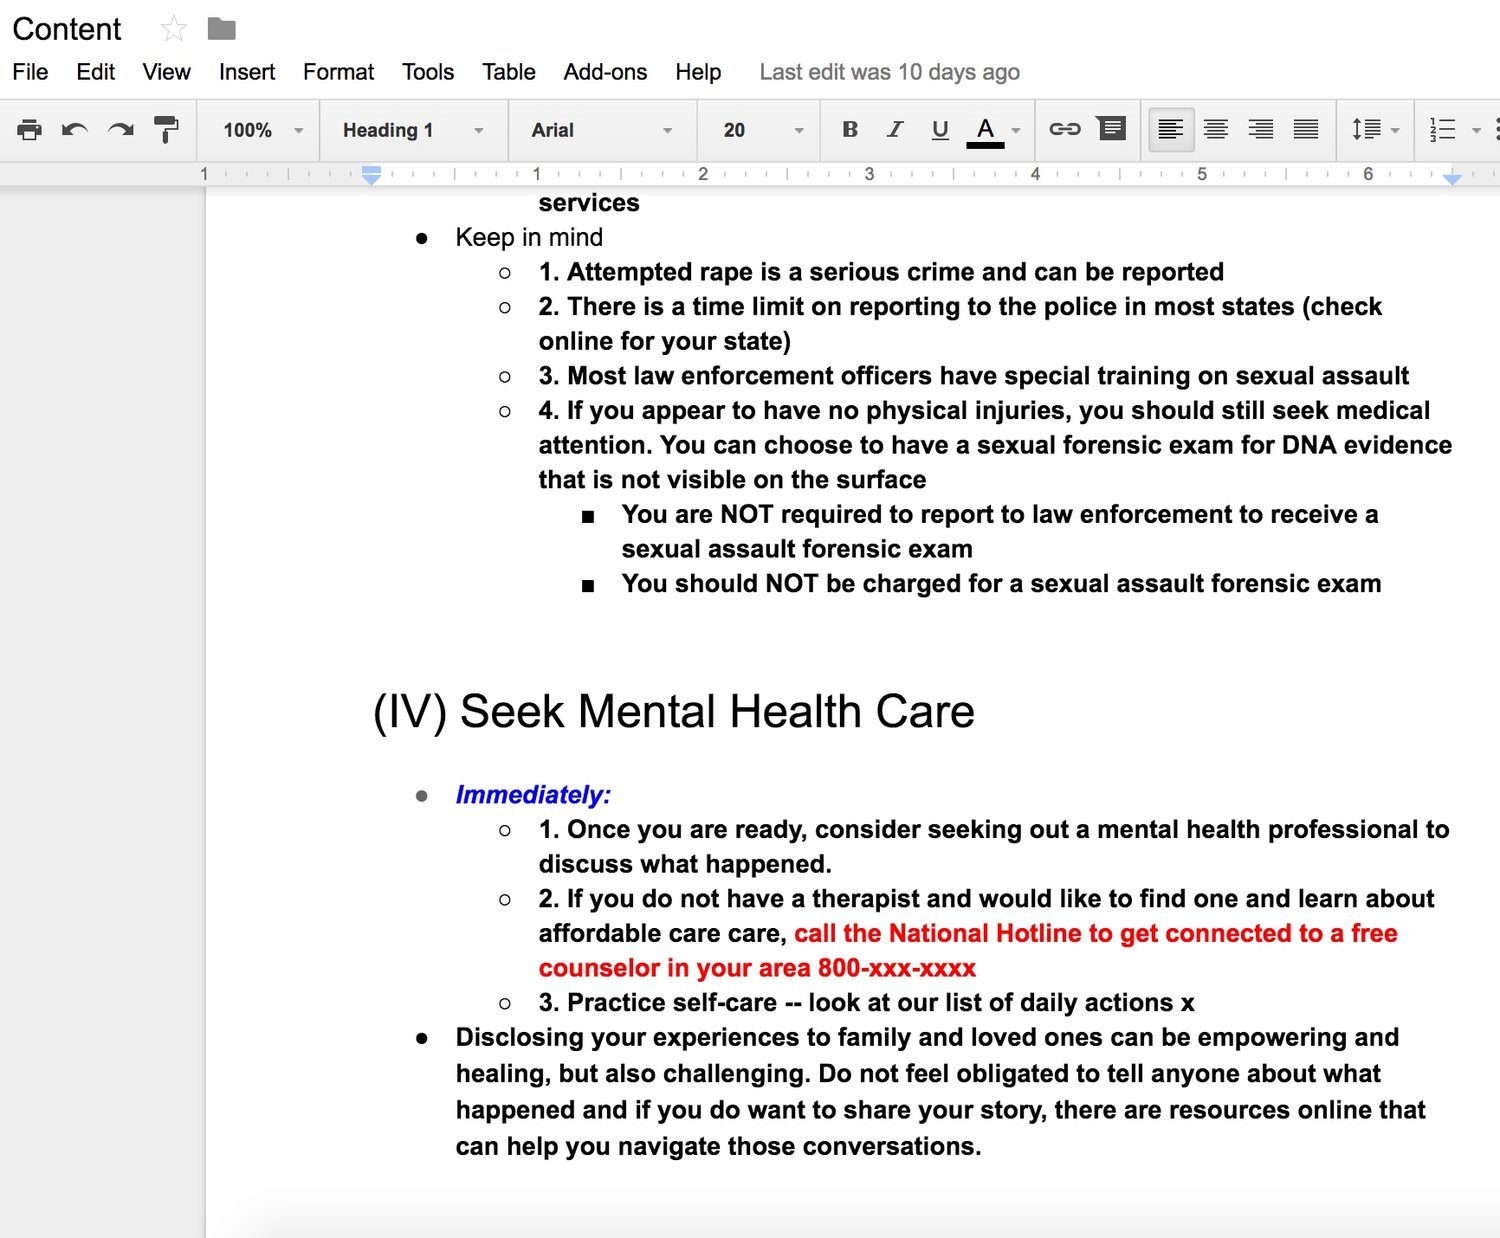 Content
File Edit View Insert Format Tools Table Add-ons Help Last edit was 10 days ago
100% Heading 1 Arial 20 B I U A
1 1 2 3 4 5 6
services
● Keep in mind
○ 1. Attempted rape is a serious crime and can be reported
○ 2. There is a time limit on reporting to the police in most states (check
online for your state)
○ 3. Most law enforcement officers have special training on sexual assault
○ 4. If you appear to have no physical injuries, you should still seek medical
attention. You can choose to have a sexual forensic exam for DNA evidence
that is not visible on the surface
■ You are NOT required to report to law enforcement to receive a
sexual assault forensic exam
■ You should NOT be charged for a sexual assault forensic exam
(IV) Seek Mental Health Care
● Immediately:
○ 1. Once you are ready, consider seeking out a mental health professional to
discuss what happened.
○ 2. If you do not have a therapist and would like to find one and learn about
affordable care care, call the National Hotline to get connected to a free
counselor in your area 800-xxx-xxxx
○ 3. Practice self-care -- look at our list of daily actions x
● Disclosing your experiences to family and loved ones can be empowering and
healing, but also challenging. Do not feel obligated to tell anyone about what
happened and if you do want to share your story, there are resources online that
can help you navigate those conversations.